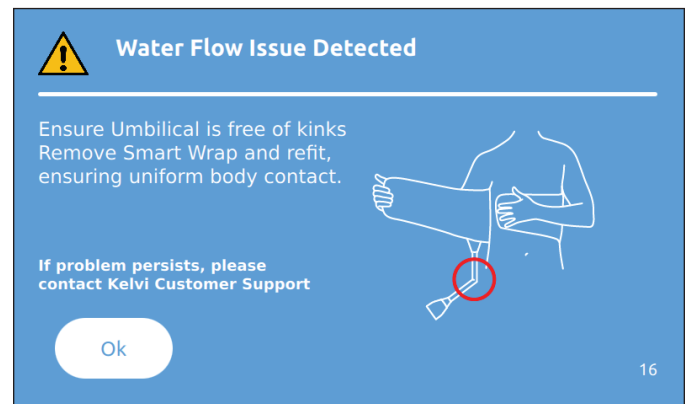 Water Flow Issue Detected
Ensure Umbilical is free of kinks
Remove Smart Wrap and refit,
ensuring uniform body contact.
If problem persists, please
contact Kelvi Customer Support
Ok
16